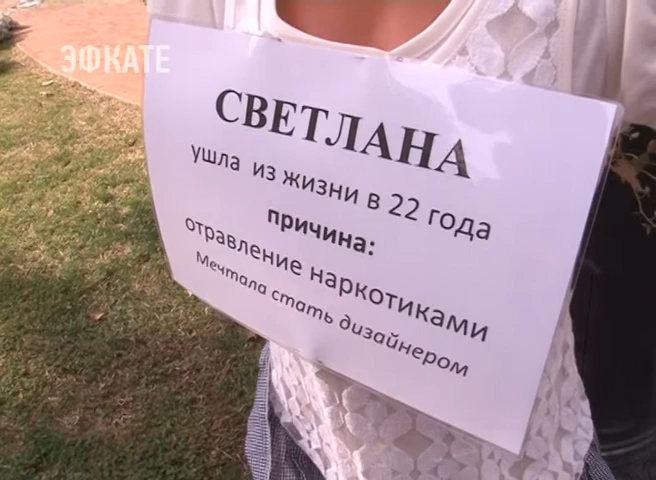 ЭФКАТЕ
СВЕТЛАНА
ушла из жизни в 22 года
причина:
отравление наркотиками
Мечтала стать дизайнером